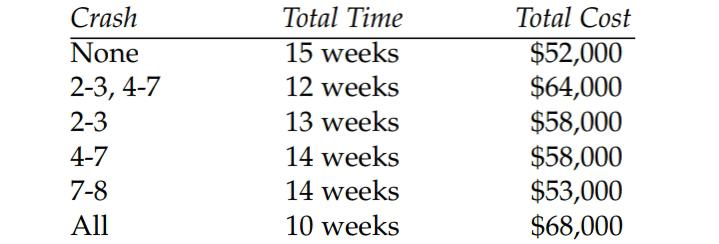 Crash Total Time Total Cost
None 15 weeks $52,000
2-3, 4-7 12 weeks $64,000
2-3 13 weeks $58,000
4-7 14 weeks $58,000
7-8 14 weeks $53,000
All 10 weeks $68,000